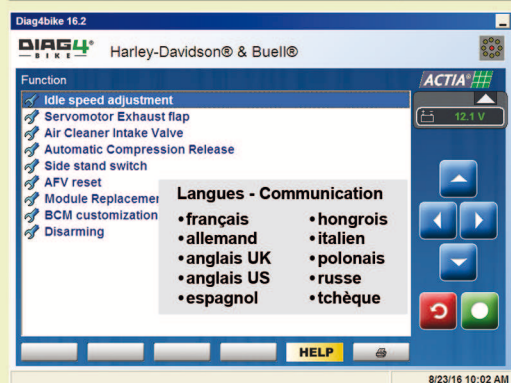 Diag4bike 16.2
DIAG4®
BIKE
Harley-Davidson® & Buell®
Function
ACTIA®
Idle speed adjustment
12.1 V
Servomotor Exhaust flap
Air Cleaner Intake Valve
Automatic Compression Release
Side stand switch
AFV reset
Module Replacemen
BCM customization
Disarming
Langues - Communication
•français
•allemand
•anglais UK
•anglais US
•espagnol
•hongrois
•italien
•polonais
•russe
•tchèque
HELP
8/23/16 10:02 AM